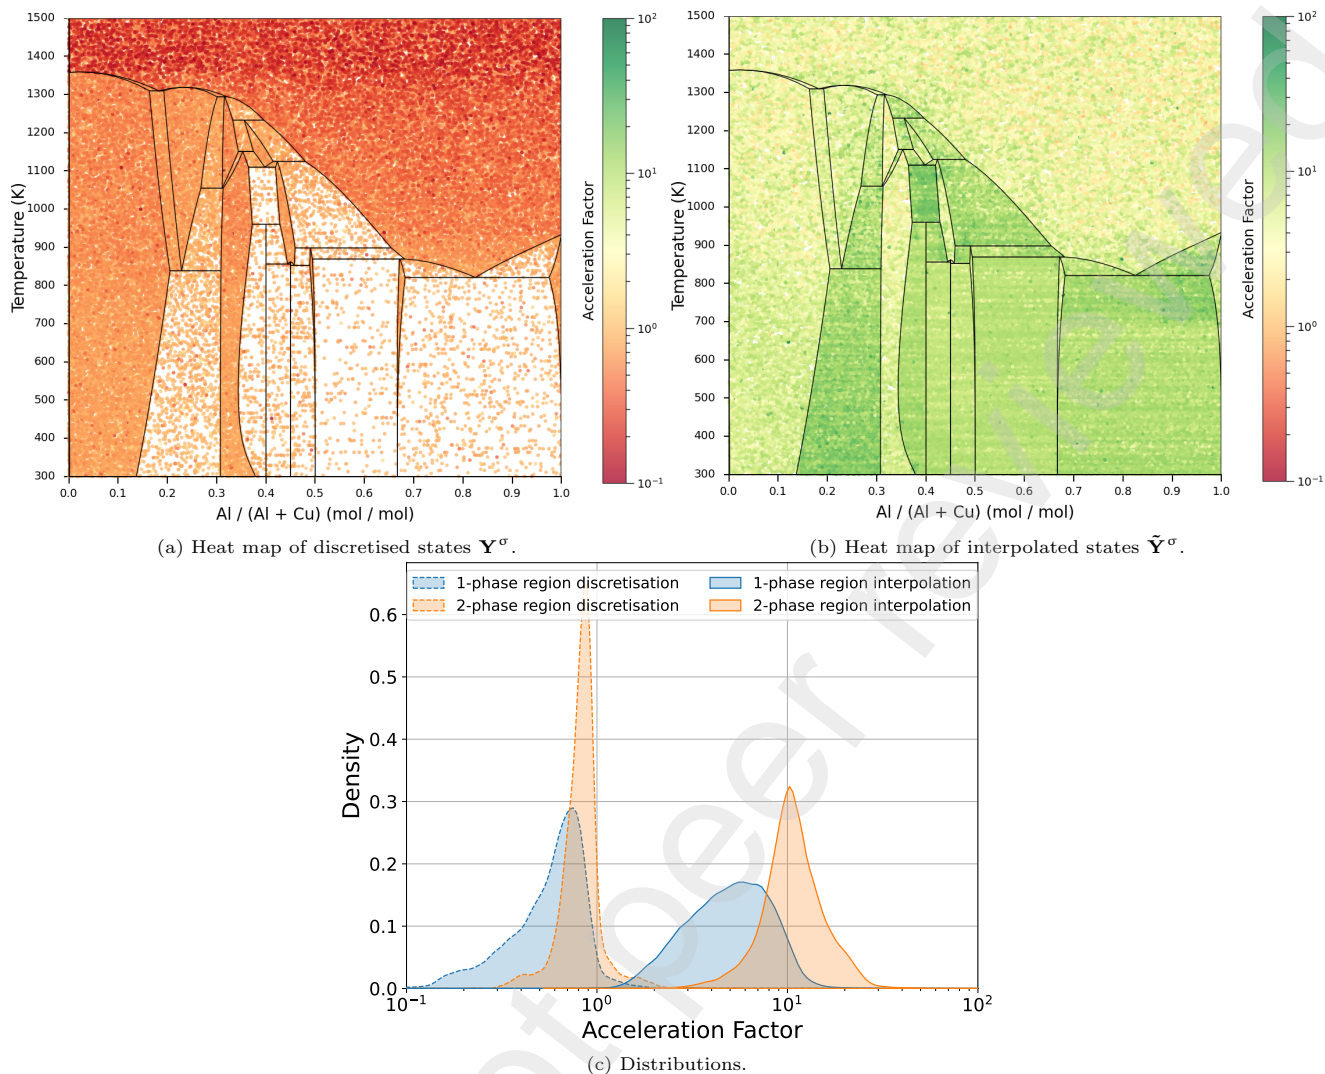 1500
1400
1300
1200
1100
1000
900
800
700
600
500
400
300
Temperature (K)
0.0 0.1 0.2 0.3 0.4 0.5 0.6 0.7 0.8 0.9 1.0
Al / (Al + Cu) (mol / mol)
10²
10¹
10⁰
10⁻¹
Acceleration Factor
(a) Heat map of discretised states Y^σ.
1500
1400
1300
1200
1100
1000
900
800
700
600
500
400
300
Temperature (K)
0.0 0.1 0.2 0.3 0.4 0.5 0.6 0.7 0.8 0.9 1.0
Al / (Al + Cu) (mol / mol)
10²
10¹
10⁰
10⁻¹
Acceleration Factor
(b) Heat map of interpolated states Ỹ^σ.
1-phase region discretisation
2-phase region discretisation
1-phase region interpolation
2-phase region interpolation
0.6
0.5
0.4
0.3
0.2
0.1
0.0
Density
10⁻¹ 10⁰ 10¹ 10²
Acceleration Factor
(c) Distributions.
ot peer reviewed